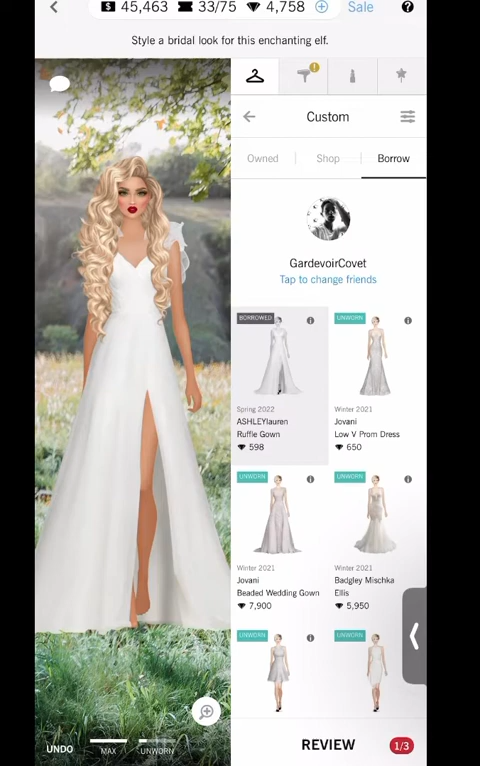 45,463 33/75 4,758 Sale ?
Style a bridal look for this enchanting elf.
Custom
Owned Shop Borrow
GardevoirCovet
Tap to change friends
BORROWED
Spring 2022
ASHLEYlauren
Ruffle Gown
598
UNWORN
Winter 2021
Jovani
Low V Prom Dress
650
UNWORN
Winter 2021
Jovani
Beaded Wedding Gown
7,900
UNWORN
Winter 2021
Badgley Mischka
Ellis
5,950
UNWORN
UNWORN
UNDO MAX UNWORN
REVIEW 1/3